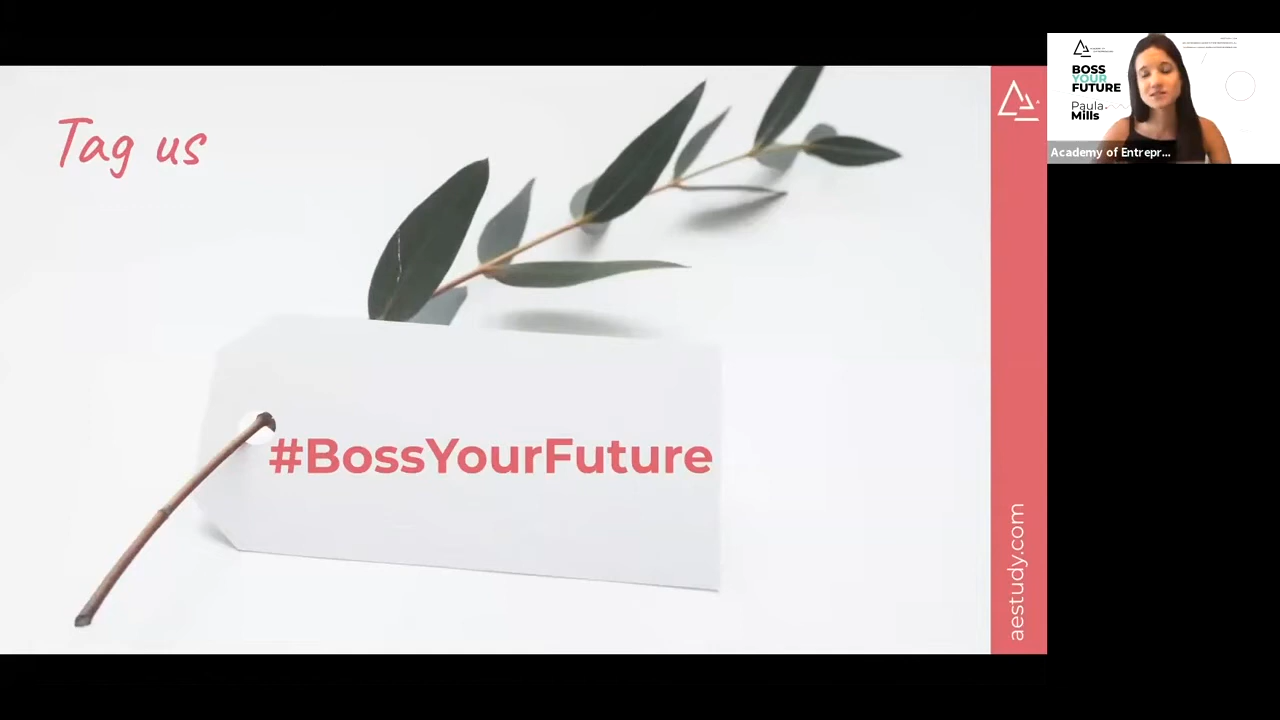 Tag us
#BossYourFuture
aestudy.com
BOSS
YOUR
FUTURE
Paula
Mills
Academy of Entrepr...